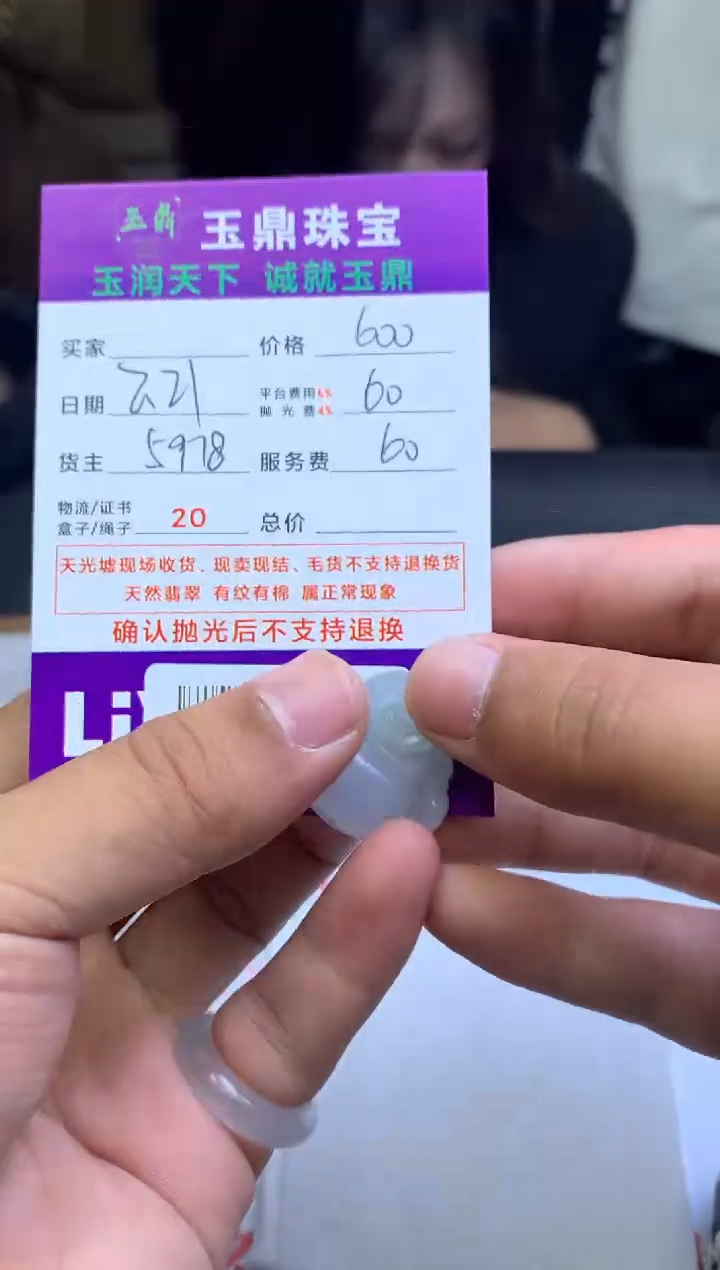 玉鼎 玉鼎珠宝
玉润天下 诚就玉鼎
买家 价格 600
日期 2.21 平台费用6% 抛光费4% 60
货主 5978 服务费 60
物流/证书 盒子/绳子 20 总价
天光墟现场收货、现卖现结、毛货不支持退换货
天然翡翠 有纹有棉 属正常现象
确认抛光后不支持退换